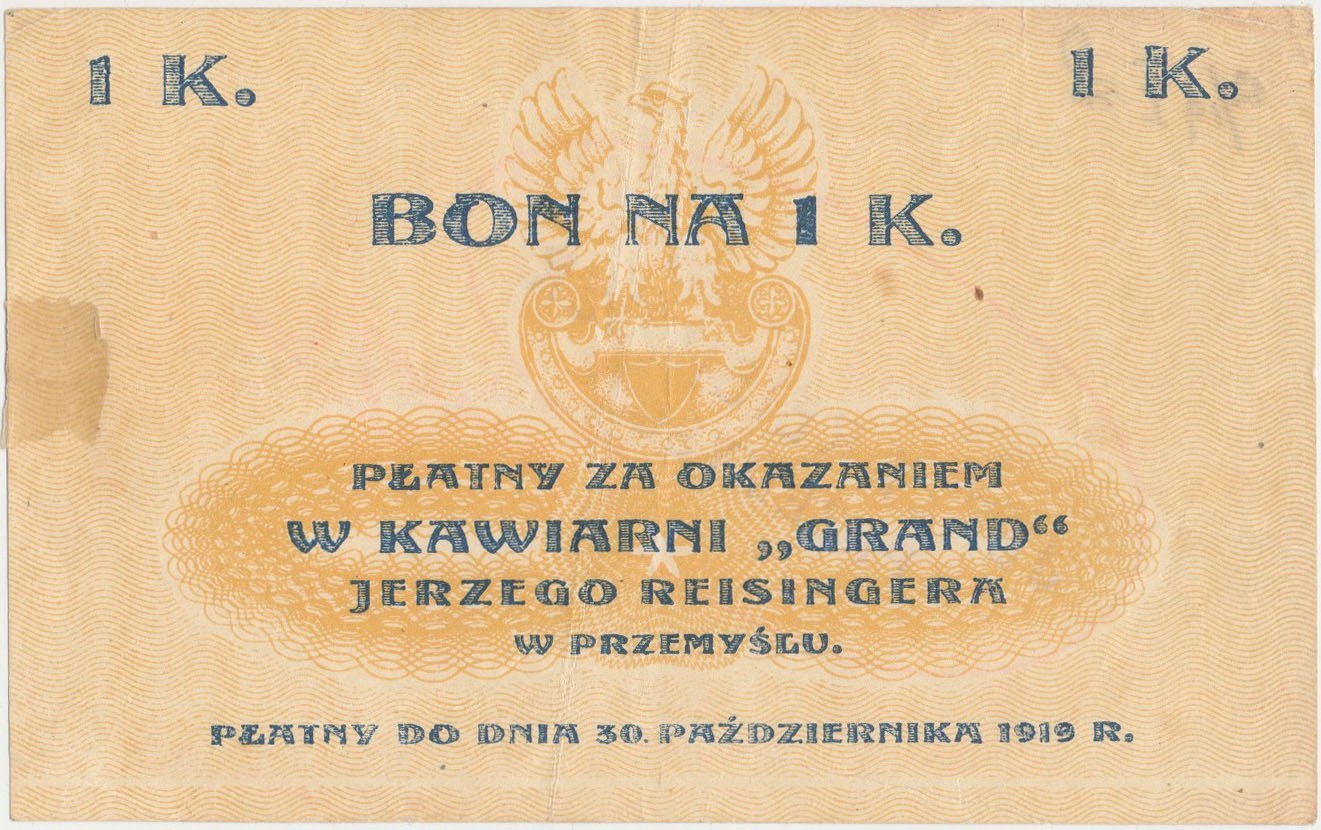 1 K. 1 K.
BON NA 1 K.
PŁATNY ZA OKAZANIEM
W KAWIARNI „GRAND“
JERZEGO REISINGERA
W PRZEMYŚLU.
PŁATNY DO DNIA 30. PAŹDZIERNIKA 1919 R.